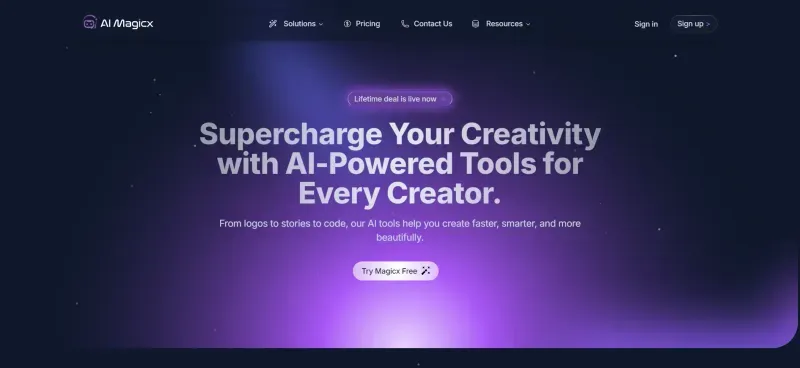 AI Magicx
Solutions
Pricing
Contact Us
Resources
Sign in
Sign up >
Lifetime deal is live now
Supercharge Your Creativity
with AI-Powered Tools for
Every Creator.
From logos to stories to code, our AI tools help you create faster, smarter, and more
beautifully.
Try Magicx Free